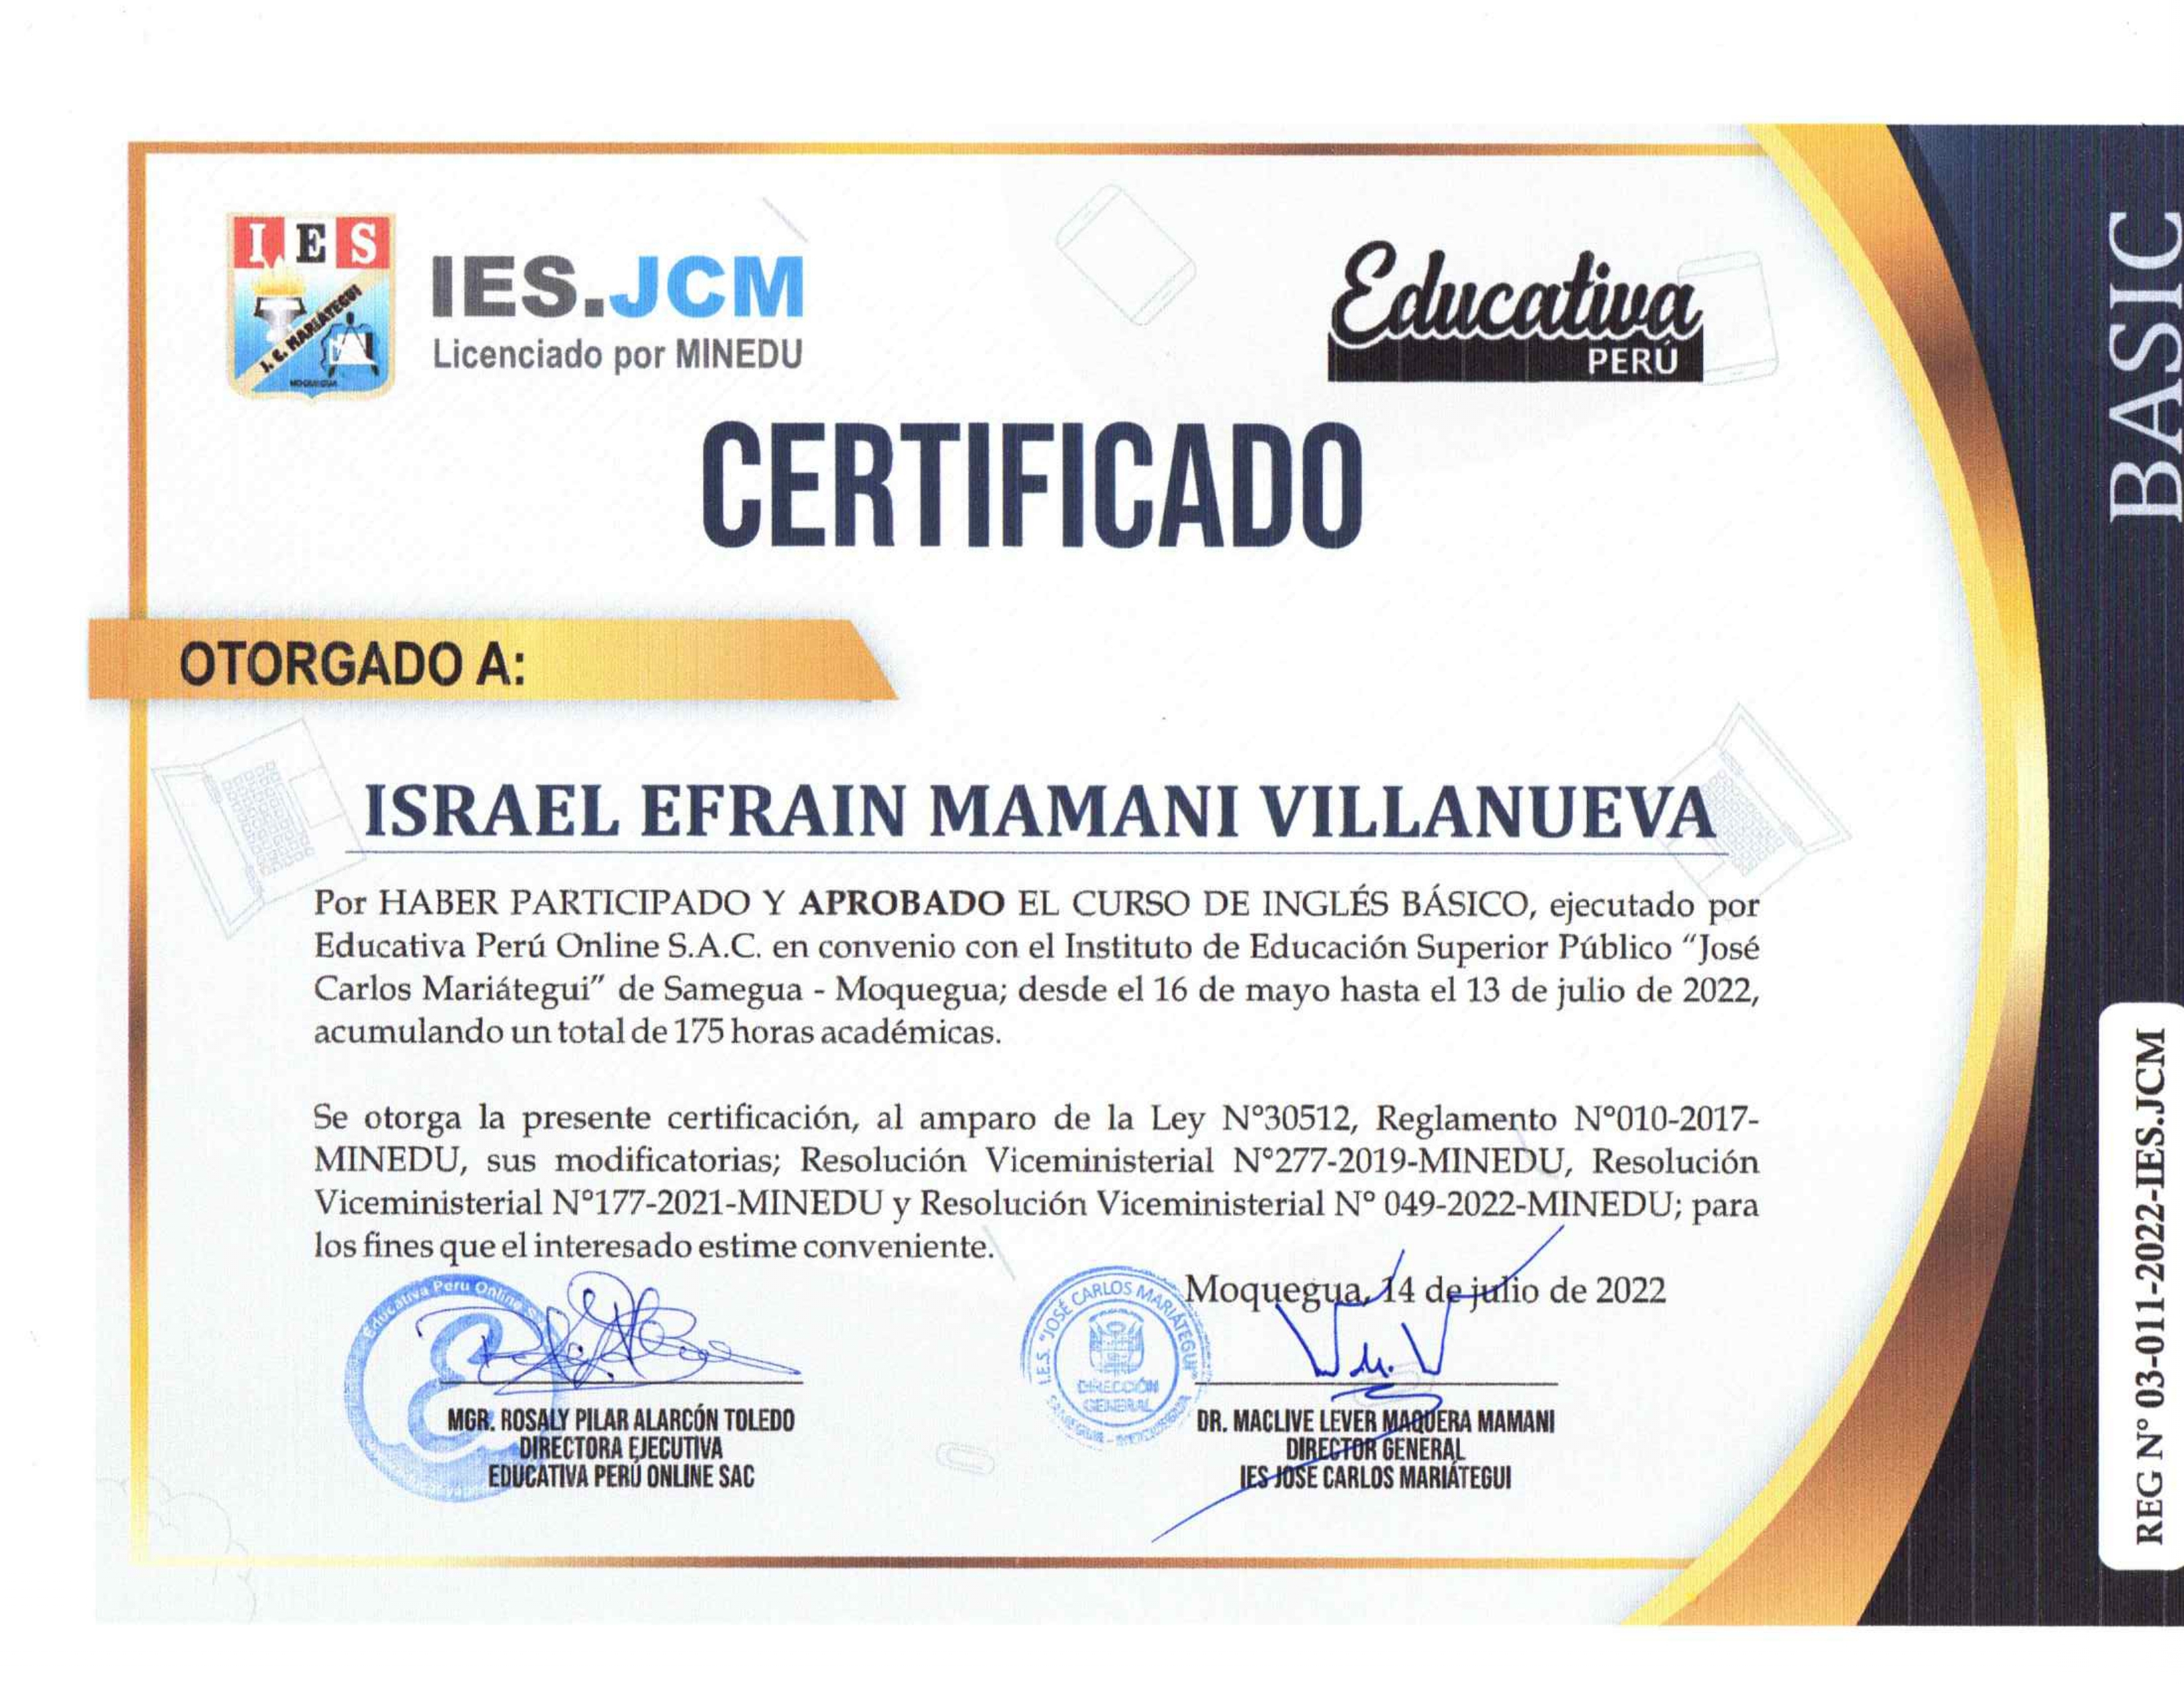 I E S
J. C. MARIÁTEGUI
MOQUEGUA
IES.JCM
Licenciado por MINEDU
Educativa
PERÚ
CERTIFICADO
OTORGADO A:
ISRAEL EFRAIN MAMANI VILLANUEVA
Por HABER PARTICIPADO Y APROBADO EL CURSO DE INGLÉS BÁSICO, ejecutado por
Educativa Perú Online S.A.C. en convenio con el Instituto de Educación Superior Público “José
Carlos Mariátegui” de Samegua - Moquegua; desde el 16 de mayo hasta el 13 de julio de 2022,
acumulando un total de 175 horas académicas.
Se otorga la presente certificación, al amparo de la Ley N°30512, Reglamento N°010-2017-
MINEDU, sus modificatorias; Resolución Viceministerial N°277-2019-MINEDU, Resolución
Viceministerial N°177-2021-MINEDU y Resolución Viceministerial N° 049-2022-MINEDU; para
los fines que el interesado estime conveniente.
Moquegua, 14 de julio de 2022
Educativa Peru Online
MGR. ROSALY PILAR ALARCÓN TOLEDO
DIRECTORA EJECUTIVA
EDUCATIVA PERÚ ONLINE SAC
I.E.S. "JOSÉ CARLOS MARIÁTEGUI"
DIRECCIÓN
GENERAL
DR. MACLIVE LEVER MAQUERA MAMANI
DIRECTOR GENERAL
IES JOSE CARLOS MARIÁTEGUI
BASIC
REG N° 03-011-2022-IES.JCM